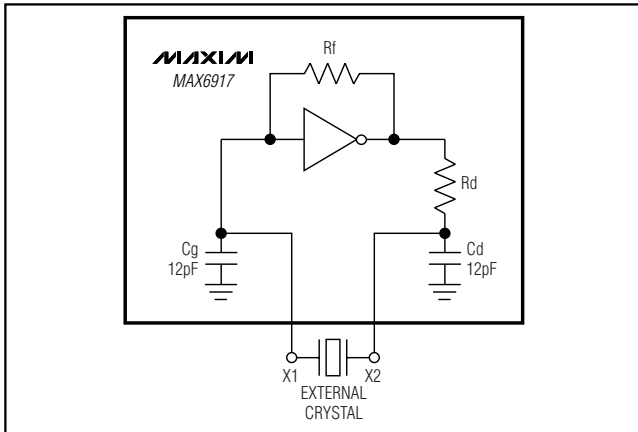 MAXIM
MAX6917
Rf
Rd
Cg
12pF
Cd
12pF
X1
X2
EXTERNAL
CRYSTAL